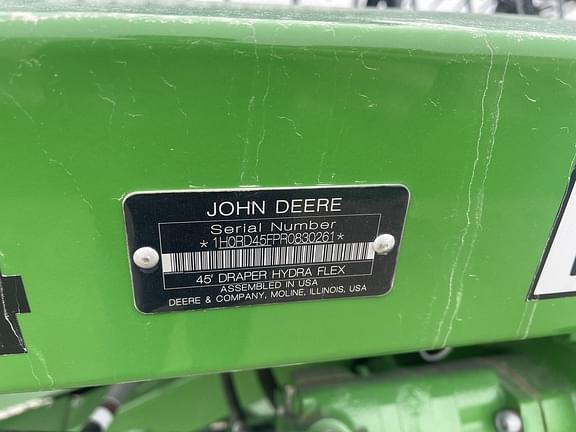 JOHN DEERE
Serial Number
*1H0RD45FPR0830261*
45' DRAPER HYDRA FLEX
ASSEMBLED IN USA
DEERE & COMPANY, MOLINE, ILLINOIS, USA